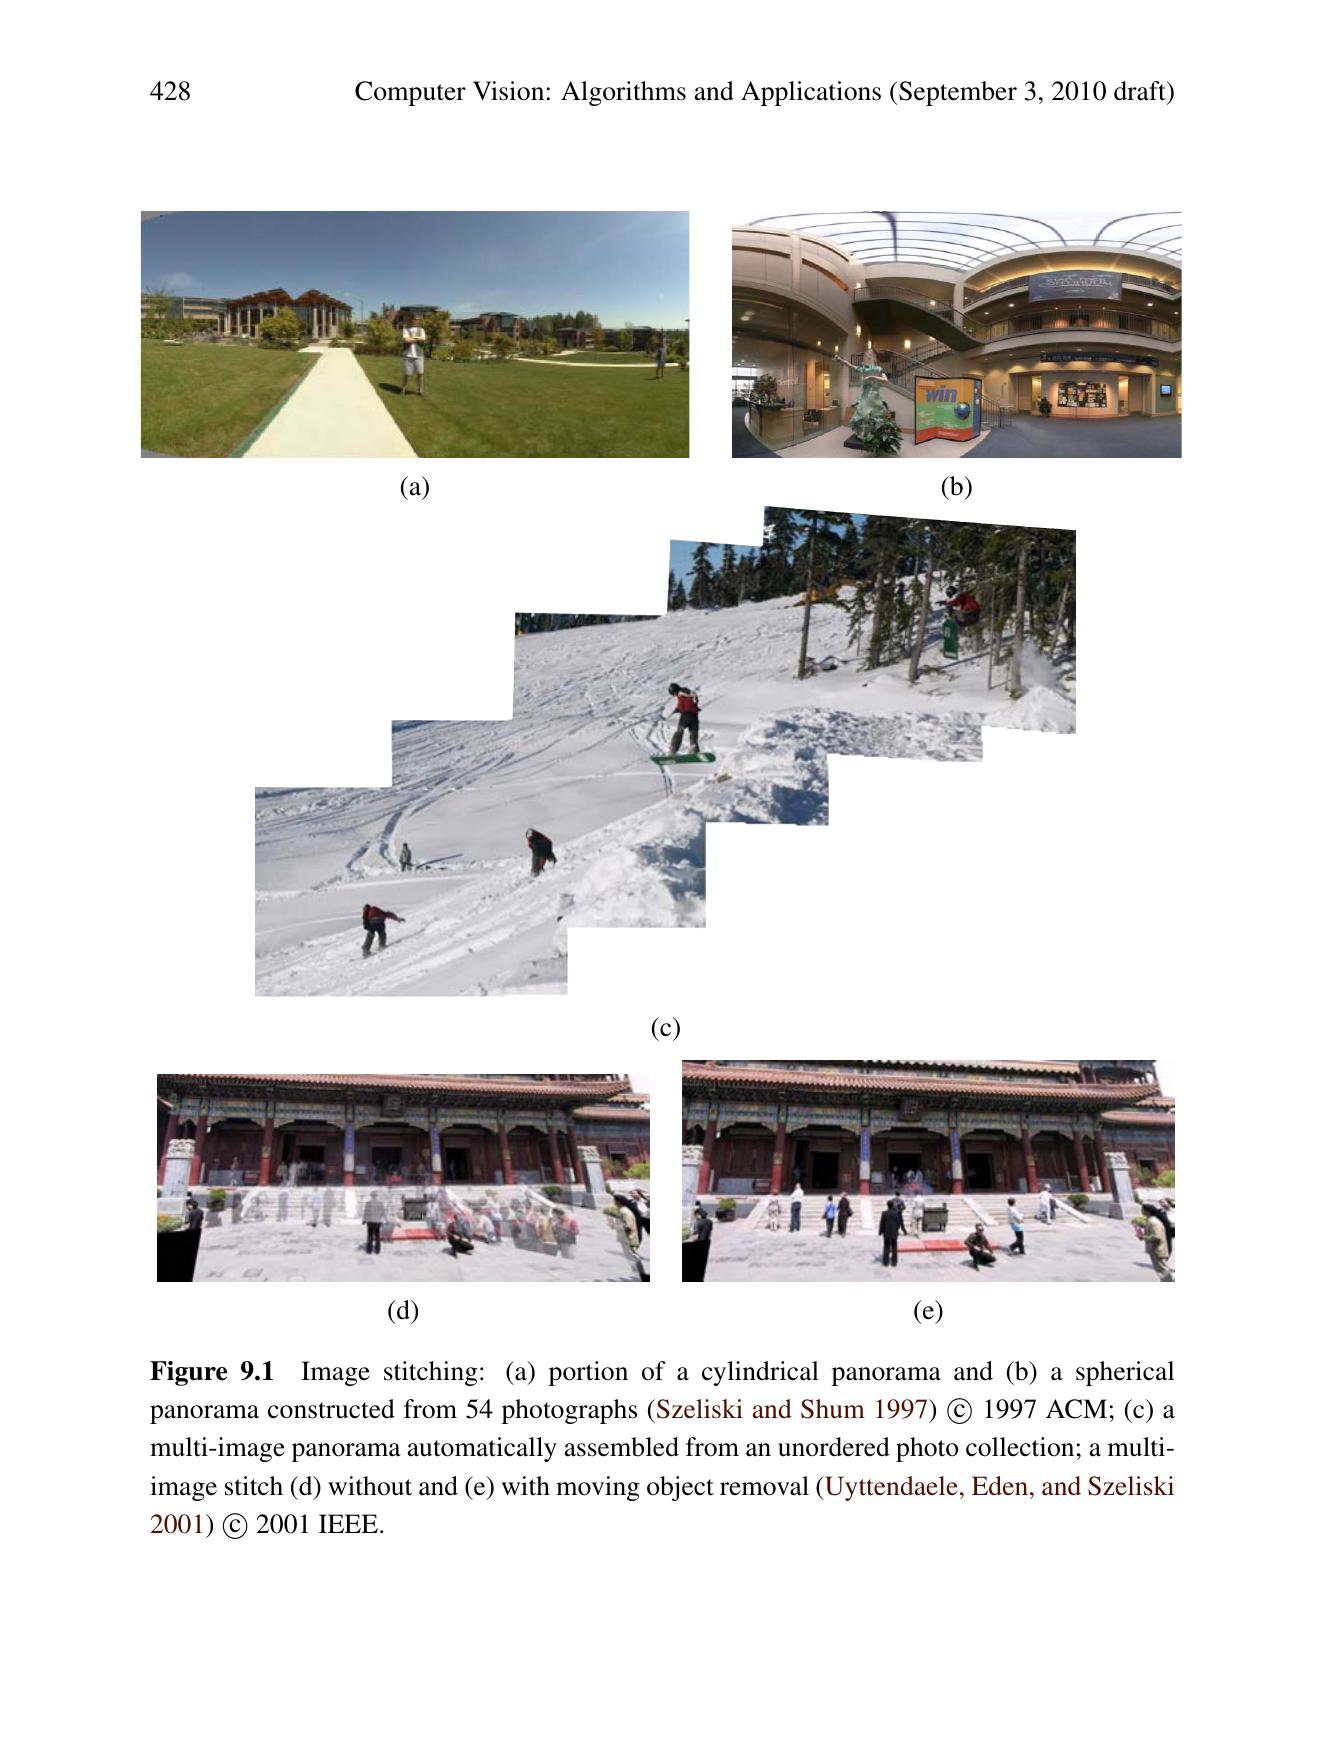 428
Computer Vision: Algorithms and Applications (September 3, 2010 draft)
win
(a)
(b)
(c)
(d)
(e)
Figure 9.1 Image stitching: (a) portion of a cylindrical panorama and (b) a spherical
panorama constructed from 54 photographs (Szeliski and Shum 1997) © 1997 ACM; (c) a
multi-image panorama automatically assembled from an unordered photo collection; a multi-
image stitch (d) without and (e) with moving object removal (Uyttendaele, Eden, and Szeliski
2001) © 2001 IEEE.